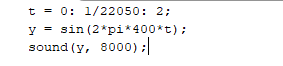 t = 0: 1/22050: 2;
y = sin(2*pi*400*t);
sound(y, 8000);